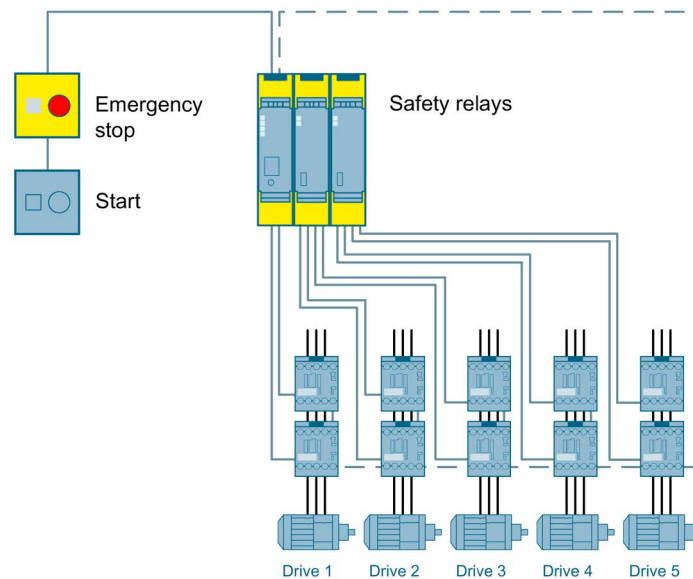 Emergency
stop
Safety relays
Start
Drive 1
Drive 2
Drive 3
Drive 4
Drive 5